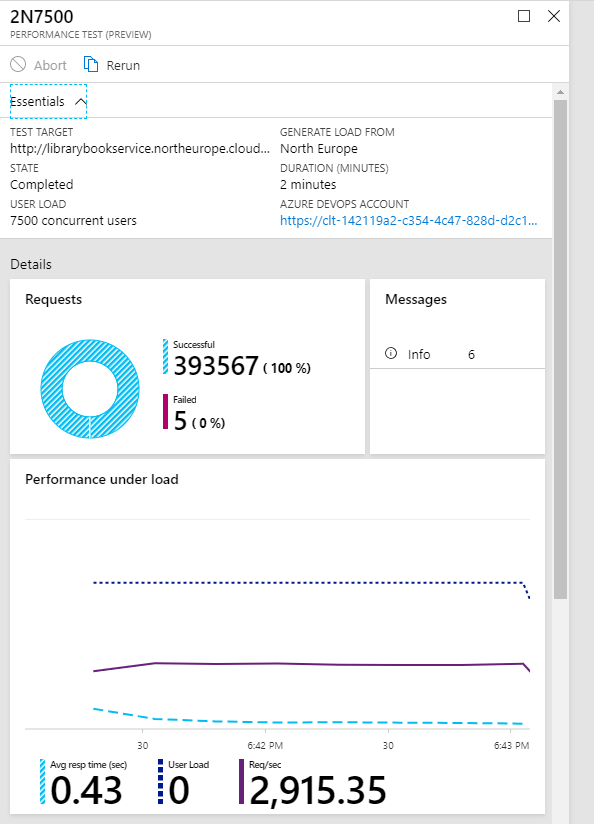 2N7500
PERFORMANCE TEST (PREVIEW)
Abort Rerun
Essentials
TEST TARGET
http://librarybookservice.northeurope.cloud...
STATE
Completed
USER LOAD
7500 concurrent users
GENERATE LOAD FROM
North Europe
DURATION (MINUTES)
2 minutes
AZURE DEVOPS ACCOUNT
https://clt-142119a2-c354-4c47-828d-d2c1...
Details
Requests
Successful
393567 ( 100 %)
Failed
5 ( 0 %)
Messages
Info 6
Performance under load
30 6:42 PM 30 6:43 PM
Avg resp time (sec)
0.43
User Load
0
Req/sec
2,915.35